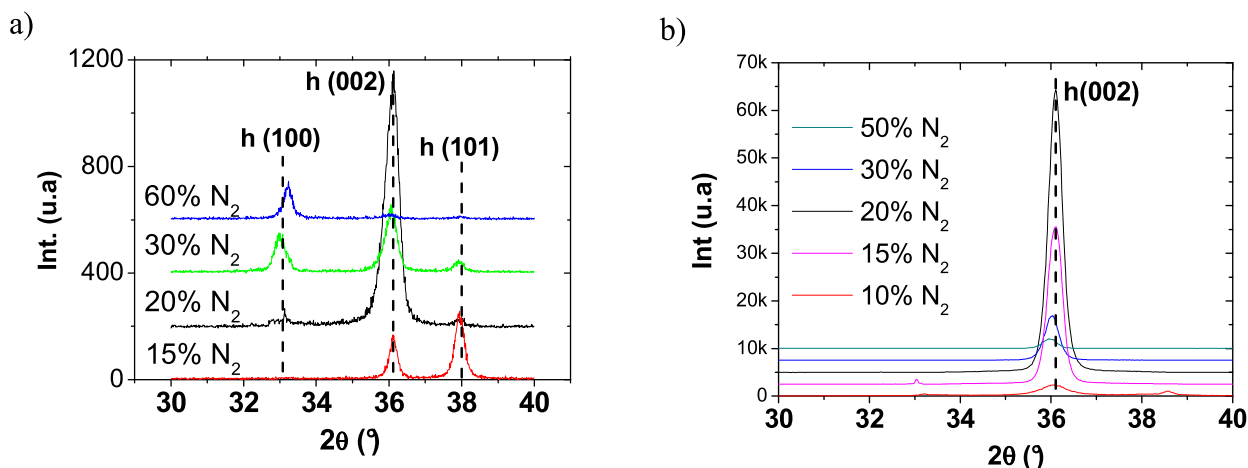 a)
1200
800
400
0
Int. (u.a)
h (002)
h (100)
h (101)
60% N2
30% N2
20% N2
15% N2
30 32 34 36 38 40
2θ (º)
b)
70k
60k
50k
40k
30k
20k
10k
0
Int (u.a)
h(002)
50% N2
30% N2
20% N2
15% N2
10% N2
30 32 34 36 38 40
2θ (º)